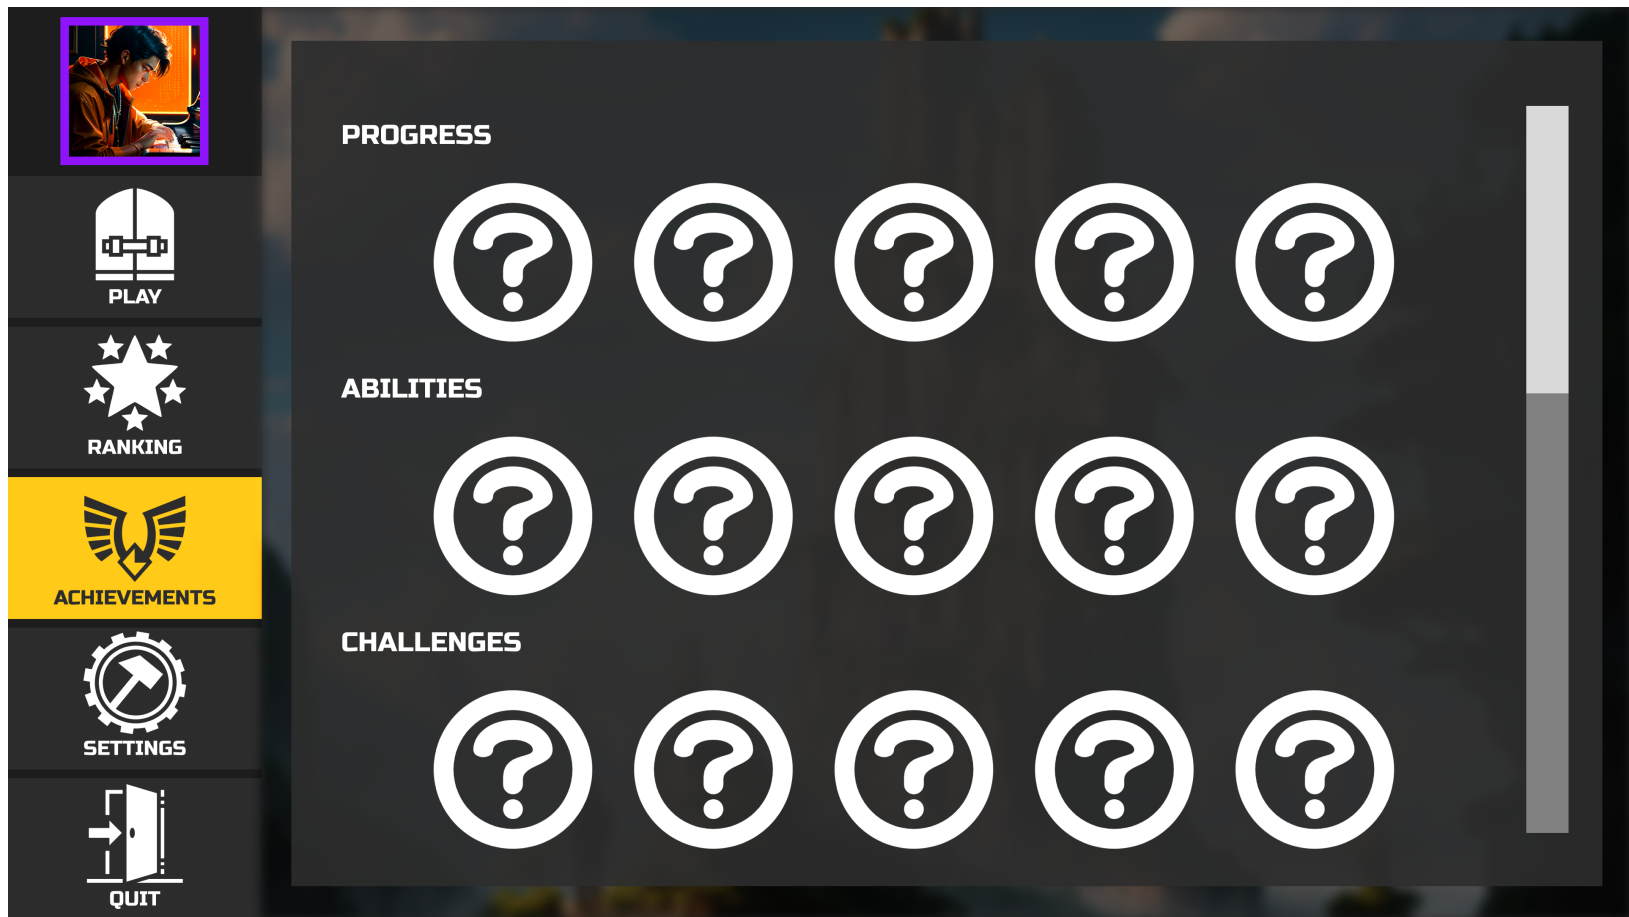 PROGRESS
PLAY
ABILITIES
RANKING
ACHIEVEMENTS
CHALLENGES
SETTINGS
QUIT